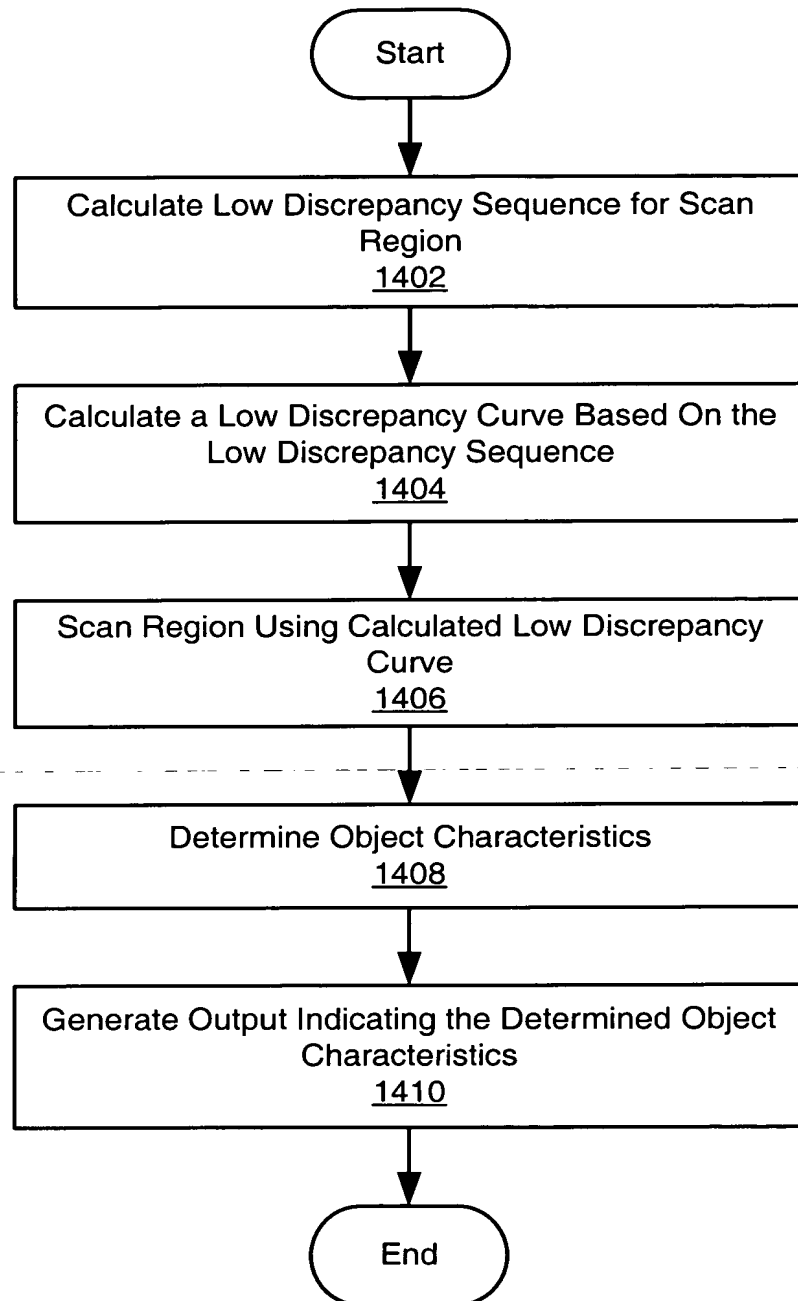 Start
Calculate Low Discrepancy Sequence for Scan
Region
1402
Calculate a Low Discrepancy Curve Based On the
Low Discrepancy Sequence
1404
Scan Region Using Calculated Low Discrepancy
Curve
1406
Determine Object Characteristics
1408
Generate Output Indicating the Determined Object
Characteristics
1410
End